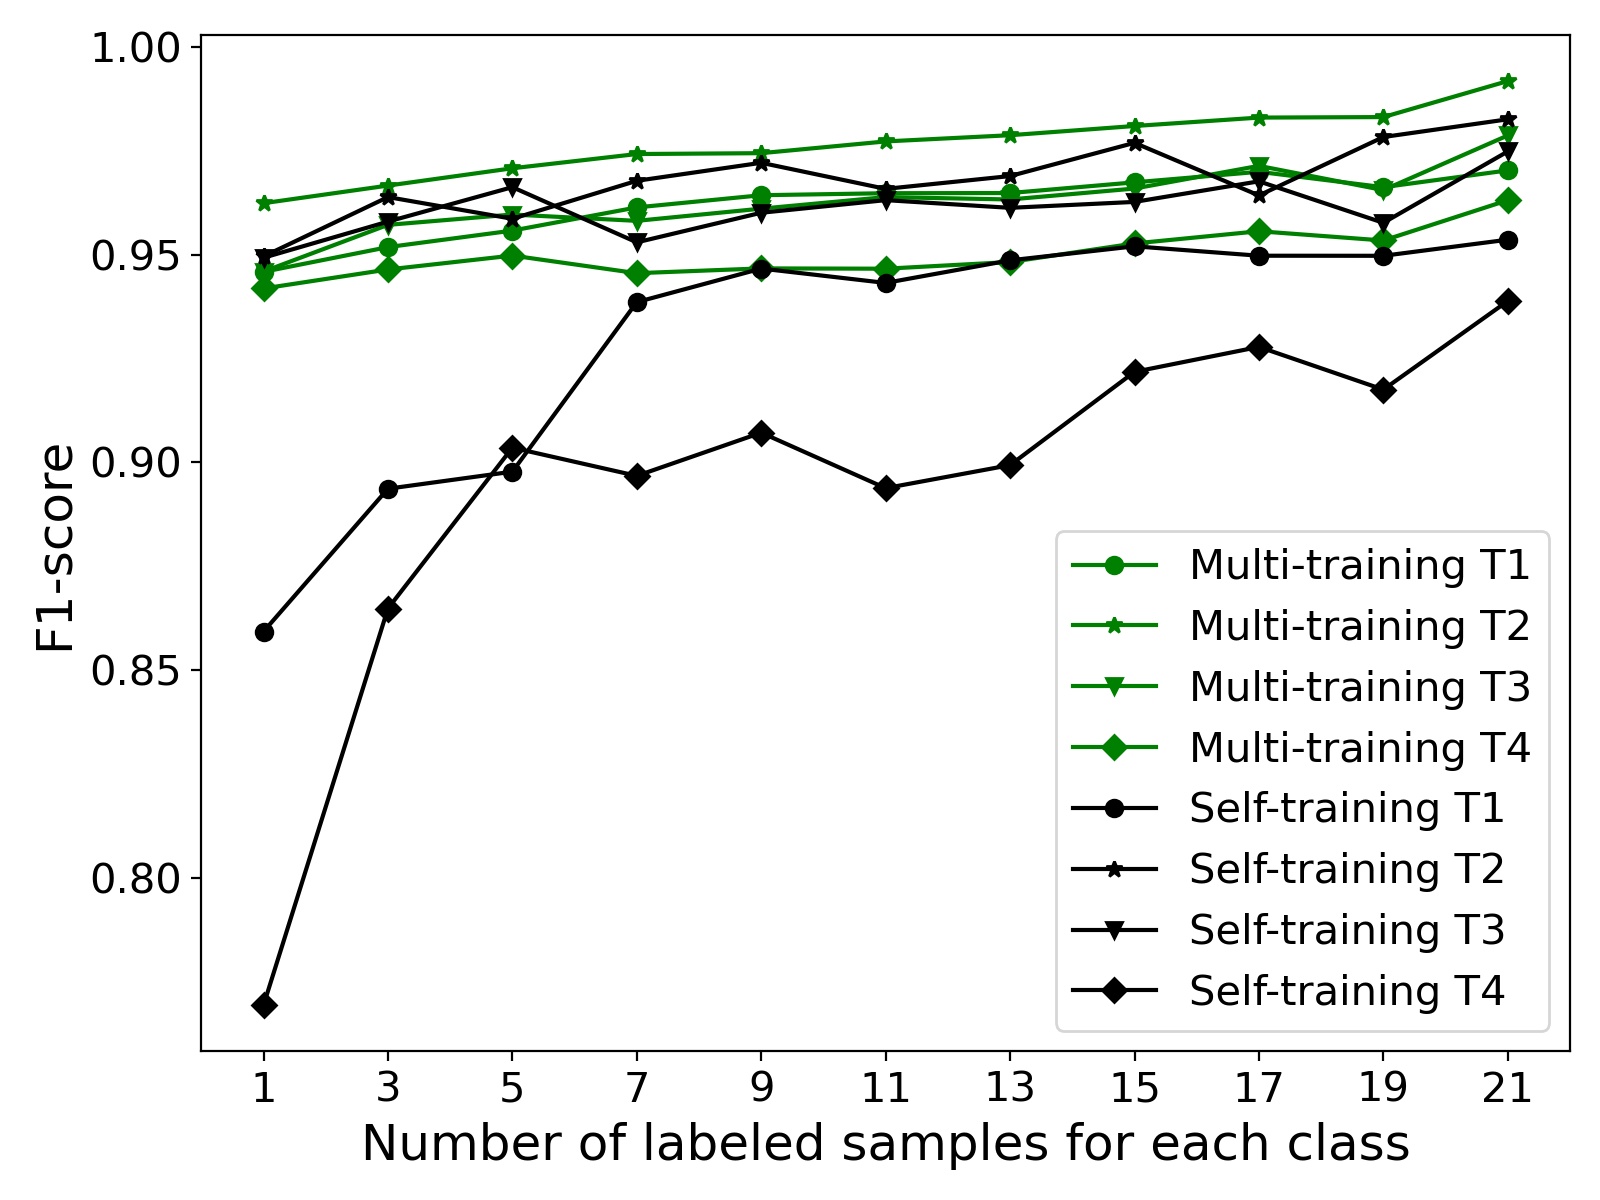 1.00
0.95
0.90
0.85
0.80
F1-score
1 3 5 7 9 11 13 15 17 19 21
Number of labeled samples for each class
Multi-training T1
Multi-training T2
Multi-training T3
Multi-training T4
Self-training T1
Self-training T2
Self-training T3
Self-training T4